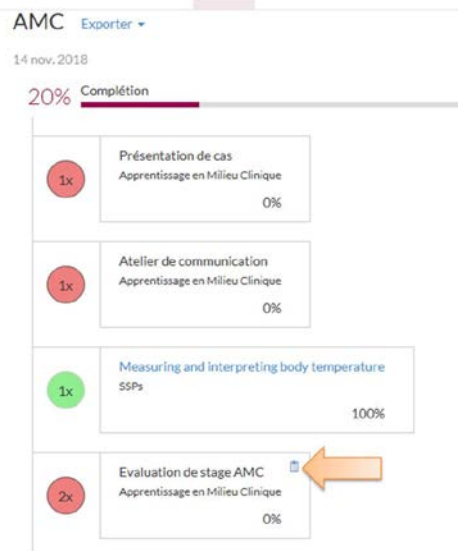 AMC Exporter
14 nov. 2018
20% Complétion
Présentation de cas
1x Apprentissage en Milieu Clinique
0%
Atelier de communication
1x Apprentissage en Milieu Clinique
0%
Measuring and interpreting body temperature
1x SSPs
100%
Evaluation de stage AMC
2x Apprentissage en Milieu Clinique
0%